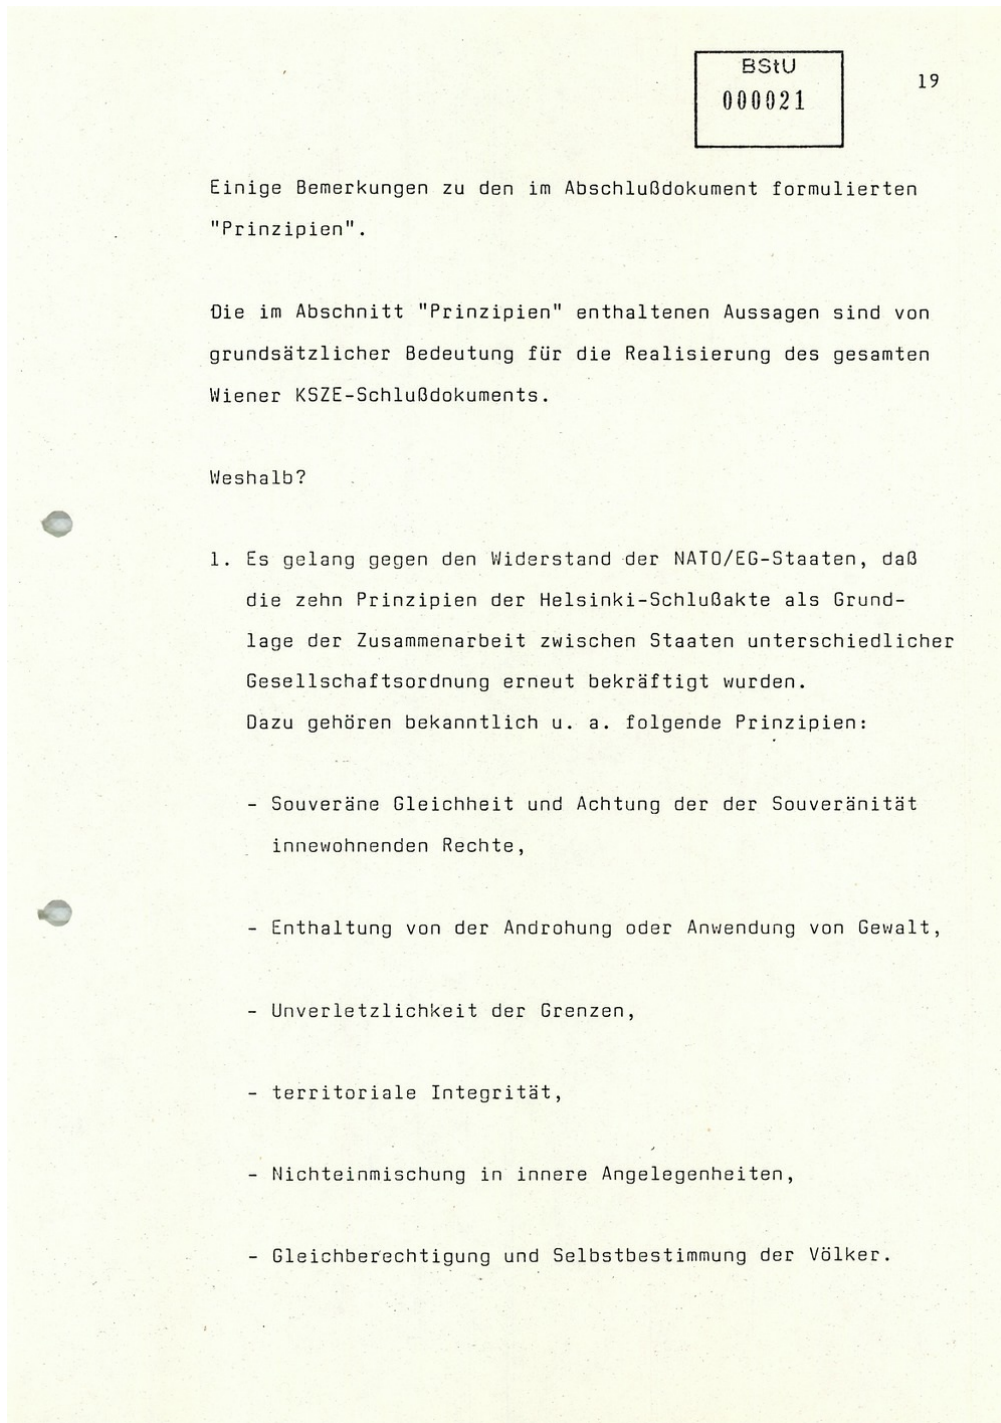 BStU
000021
19
Einige Bemerkungen zu den im Abschlußdokument formulierten
"Prinzipien".
Die im Abschnitt "Prinzipien" enthaltenen Aussagen sind von
grundsätzlicher Bedeutung für die Realisierung des gesamten
Wiener KSZE-Schlußdokuments.
Weshalb?
1. Es gelang gegen den Widerstand der NATO/EG-Staaten, daß
die zehn Prinzipien der Helsinki-Schlußakte als Grund-
lage der Zusammenarbeit zwischen Staaten unterschiedlicher
Gesellschaftsordnung erneut bekräftigt wurden.
Dazu gehören bekanntlich u. a. folgende Prinzipien:
- Souveräne Gleichheit und Achtung der der Souveränität
innewohnenden Rechte,
- Enthaltung von der Androhung oder Anwendung von Gewalt,
- Unverletzlichkeit der Grenzen,
- territoriale Integrität,
- Nichteinmischung in innere Angelegenheiten,
- Gleichberechtigung und Selbstbestimmung der Völker.